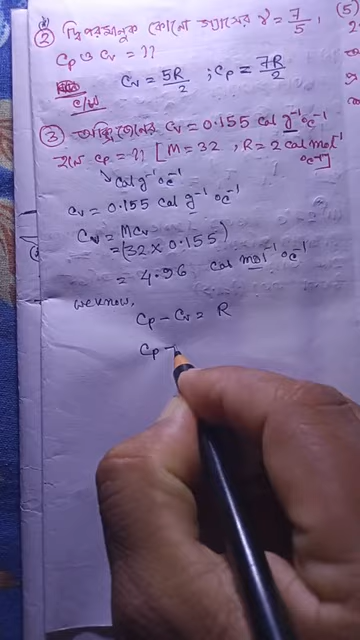 ② দ্বিপরমানুক কোনো গ্যাসের γ = 7/5 ,
Cp ও Cv = ??
Cv = 5R/2 ; Cp = 7R/2
C/W
③ অক্সিজেনের Cv = 0.155 Cal g⁻¹ °C⁻¹
হলে Cp = ?? [ M = 32 , R = 2 Cal mol⁻¹ °C⁻¹ ]
Cal g⁻¹ °C⁻¹
Cv = 0.155 Cal g⁻¹ °C⁻¹
Cv = MCv
= (32 × 0.155)
= 4.96 Cal mol⁻¹ °C⁻¹
We know,
Cp - Cv = R
Cp -
(5)
2